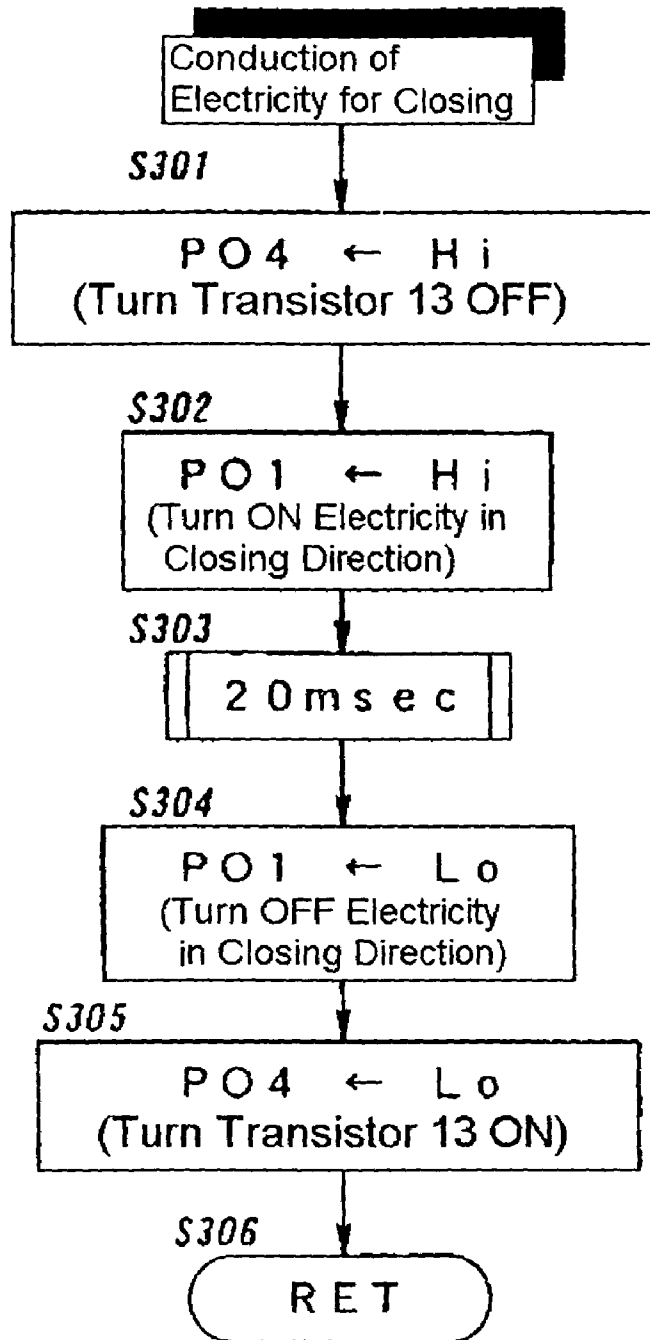 Conduction of
Electricity for Closing
S301
PO4 ← Hi
(Turn Transistor 13 OFF)
S302
PO1 ← Hi
(Turn ON Electricity in
Closing Direction)
S303
20msec
S304
PO1 ← Lo
(Turn OFF Electricity
in Closing Direction)
S305
PO4 ← Lo
(Turn Transistor 13 ON)
S306
RET